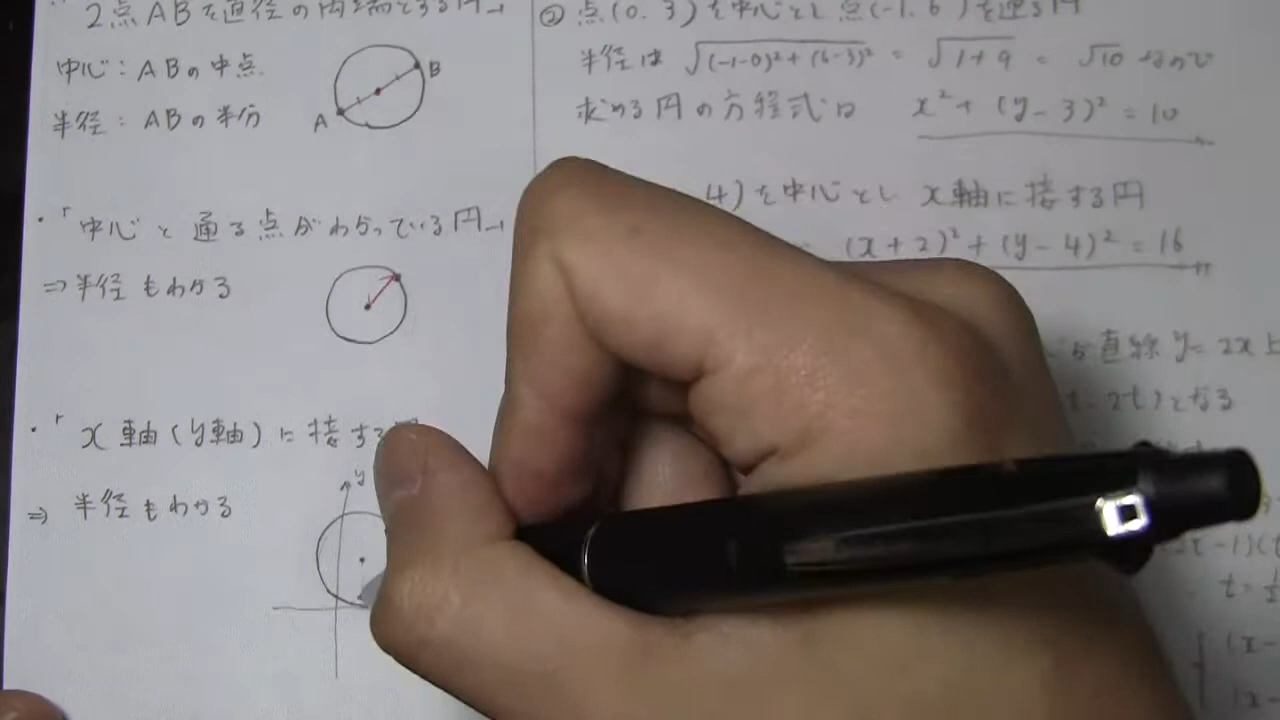 2点ABを直径の両端とする円
中心：ABの中点
半径：ABの半分
A
B
・「中心と通る点がわかっている円」
⇒半径もわかる
・「x軸(y軸)に接する
⇒ 半径もわかる
y
② 点(0, 3)を中心とし点(-1, 6)を通る円
半径は √(-1-0)²+(6-3)² = √1+9 = √10 なので
求める円の方程式は x²+(y-3)²=10
4)を中心とし x軸に接する円
(x+2)²+(y-4)²=16
直線 y=2x上
2t)となる